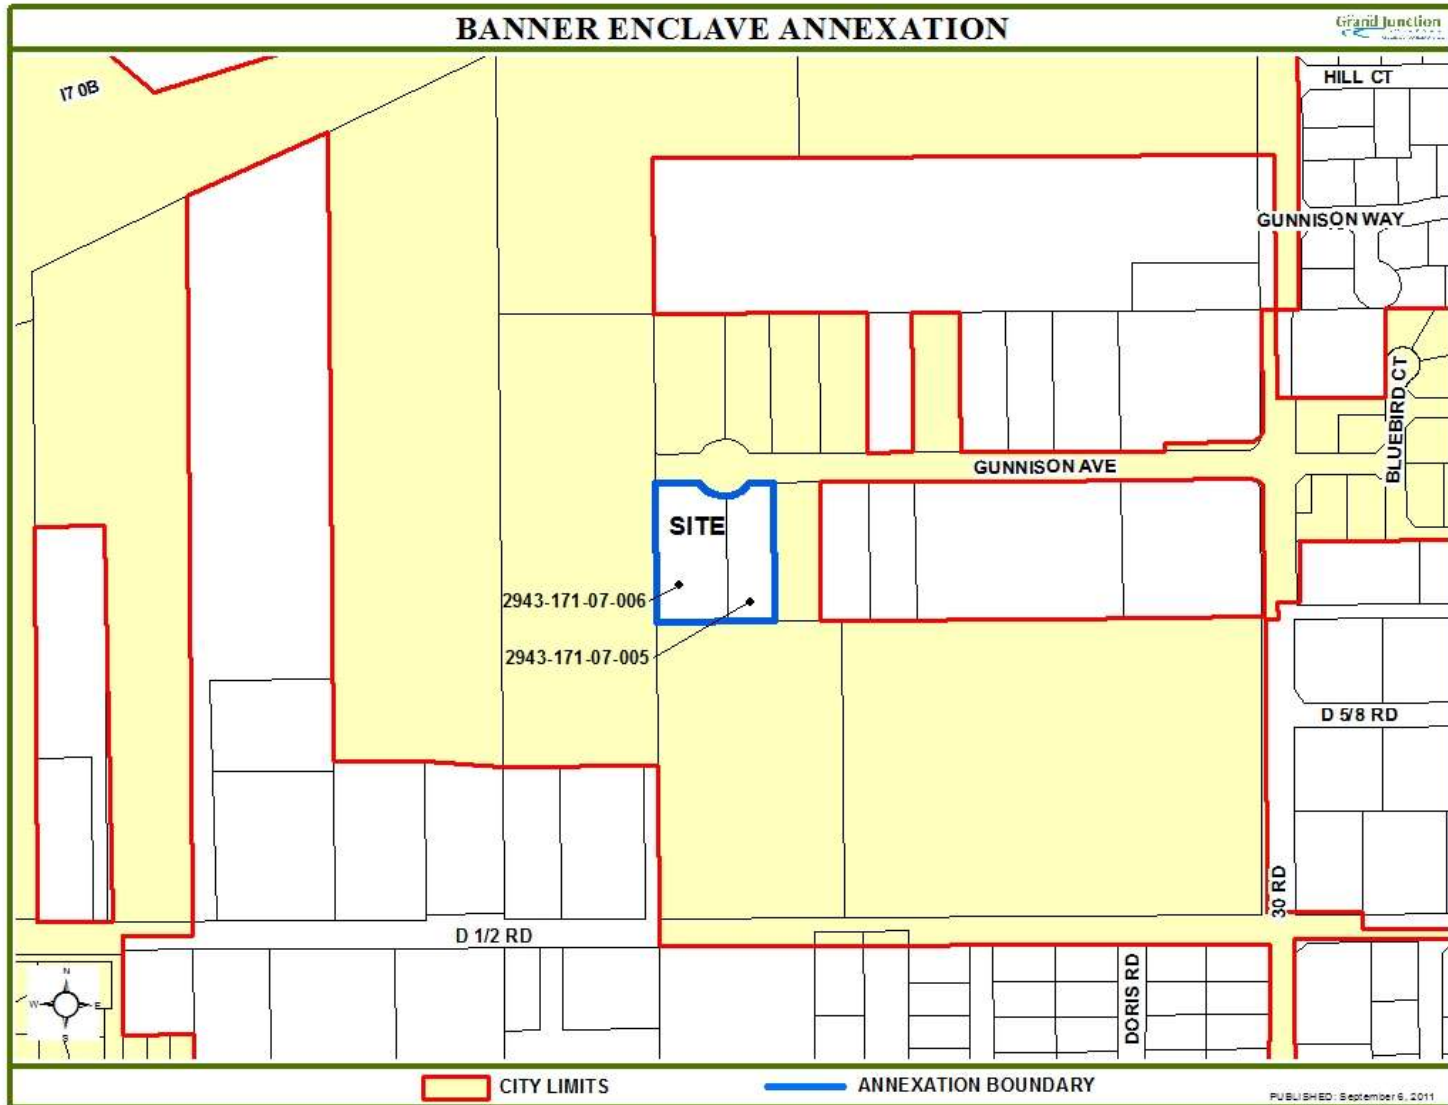 BANNER ENCLAVE ANNEXATION
Grand Junction
I7 0B
HILL CT
GUNNISON WAY
BLUEBIRD CT
GUNNISON AVE
SITE
2943-171-07-006
2943-171-07-005
D 5/8 RD
30 RD
D 1/2 RD
DORIS RD
N
W
E
S
CITY LIMITS
ANNEXATION BOUNDARY
PUBLISHED: September 6, 2011